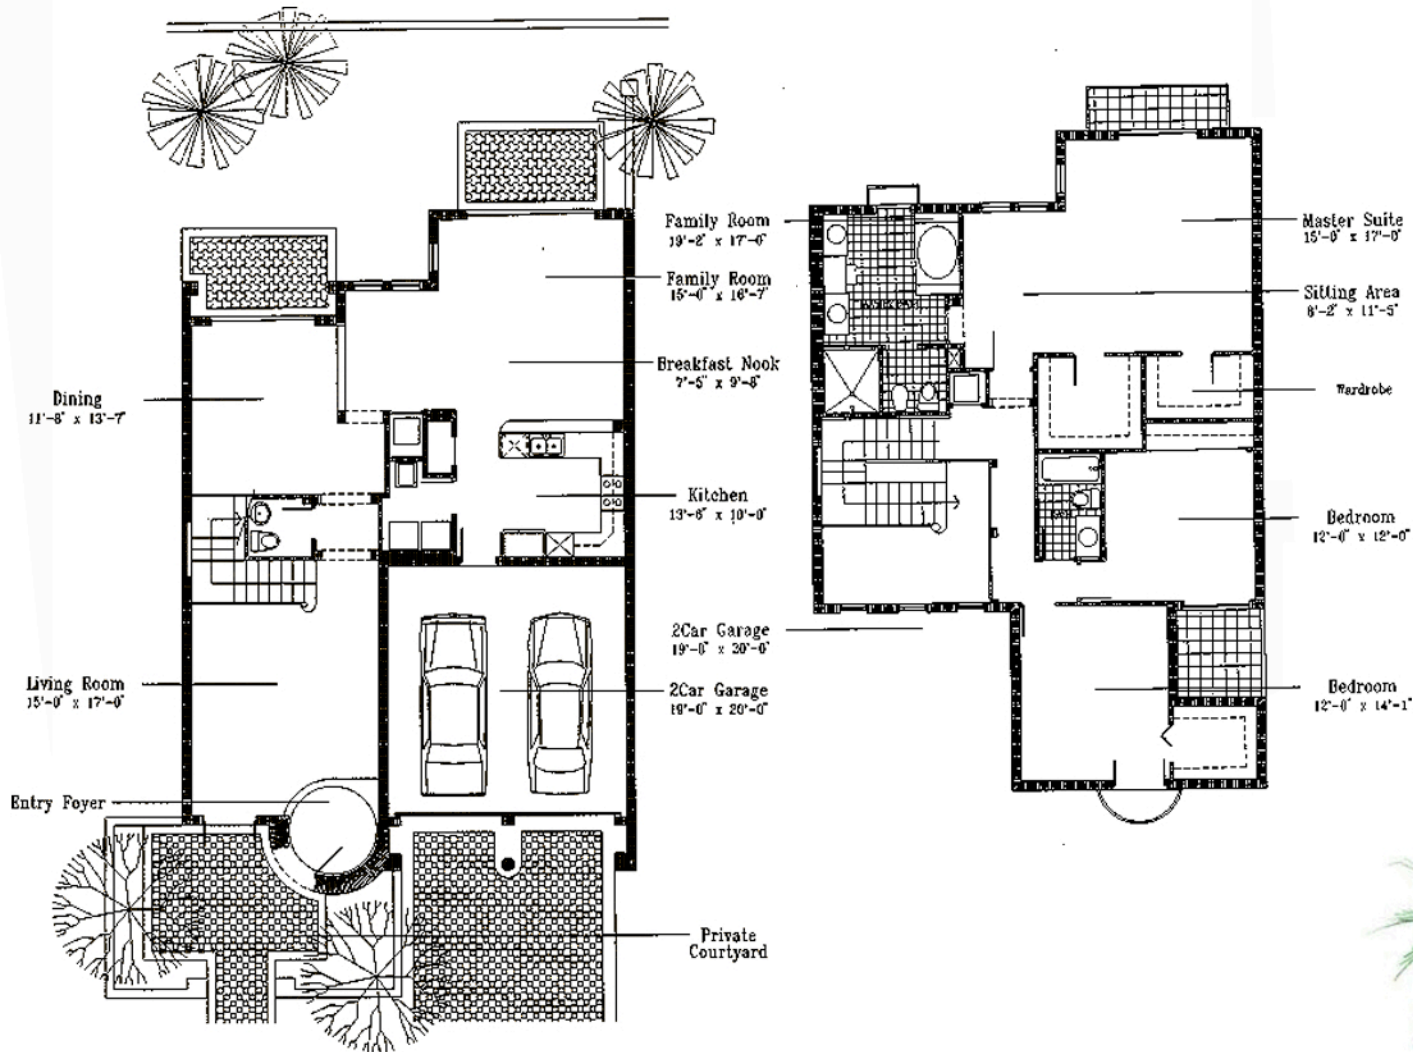 Family Room
19'-2" x 17'-0"
Family Room
15'-0" x 16'-7"
Breakfast Nook
7'-5" x 9'-8"
Dining
11'-8" x 13'-7"
Kitchen
13'-6" x 10'-0"
2Car Garage
19'-0" x 20'-0"
2Car Garage
19'-0" x 20'-0"
Living Room
15'-0" x 17'-0"
Entry Foyer
Private
Courtyard
Master Suite
15'-0" x 17'-0"
Sitting Area
8'-2" x 11'-5"
Wardrobe
Bedroom
12'-0" x 12'-0"
Bedroom
12'-0" x 14'-1"